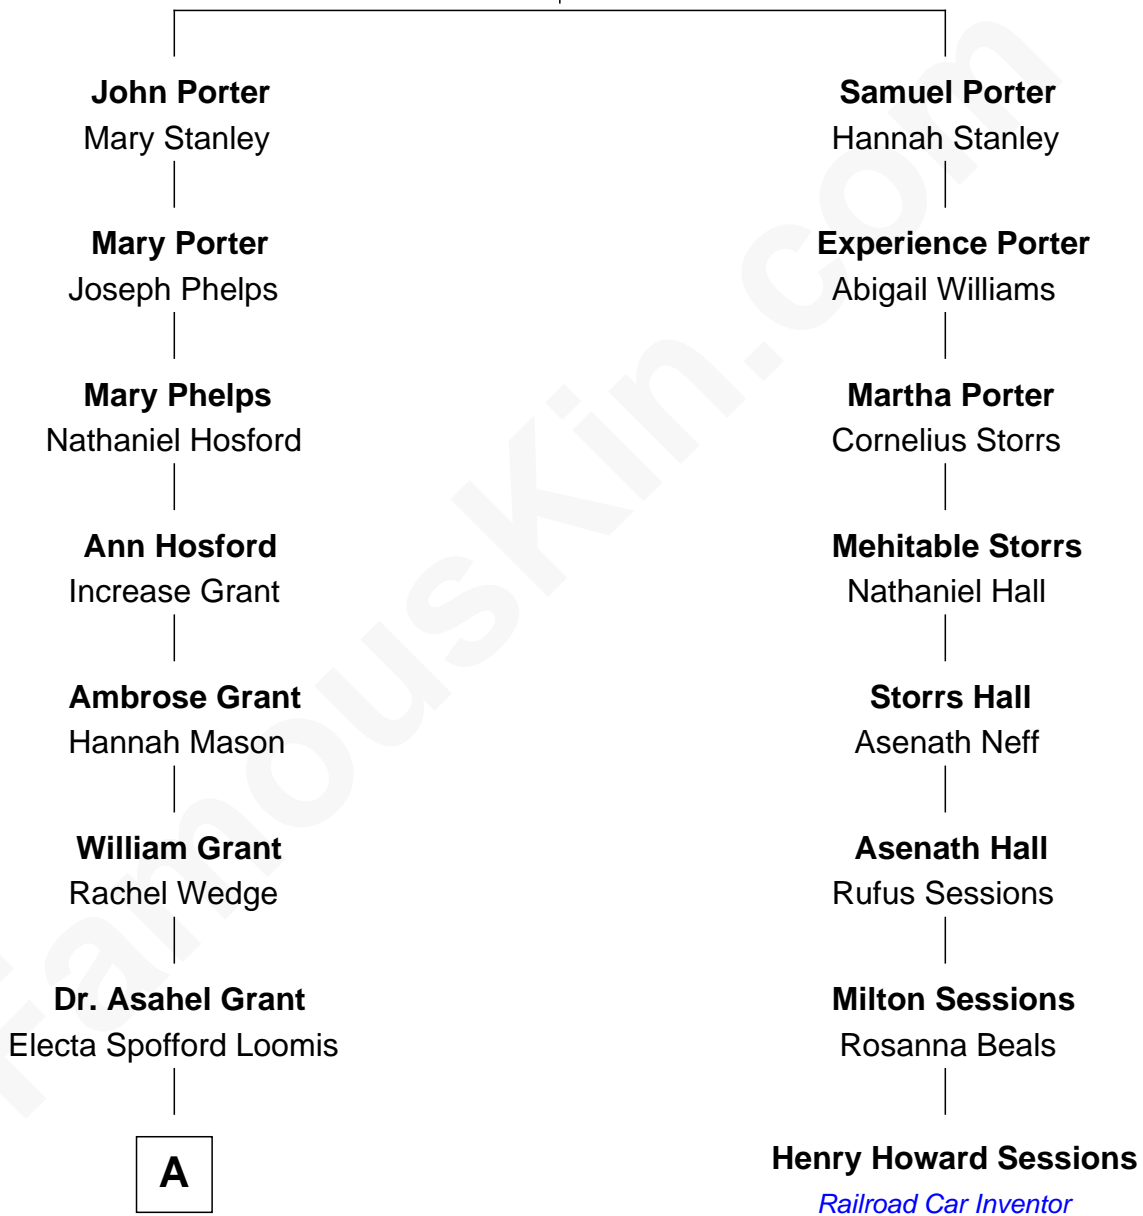 John Porter
Mary Stanley
Mary Porter
Joseph Phelps
Mary Phelps
Nathaniel Hosford
Ann Hosford
Increase Grant
Ambrose Grant
Hannah Mason
William Grant
Rachel Wedge
Dr. Asahel Grant
Electa Spofford Loomis
A
Samuel Porter
Hannah Stanley
Experience Porter
Abigail Williams
Martha Porter
Cornelius Storrs
Mehitable Storrs
Nathaniel Hall
Storrs Hall
Asenath Neff
Asenath Hall
Rufus Sessions
Milton Sessions
Rosanna Beals
Henry Howard Sessions
Railroad Car Inventor
FamousKin.com